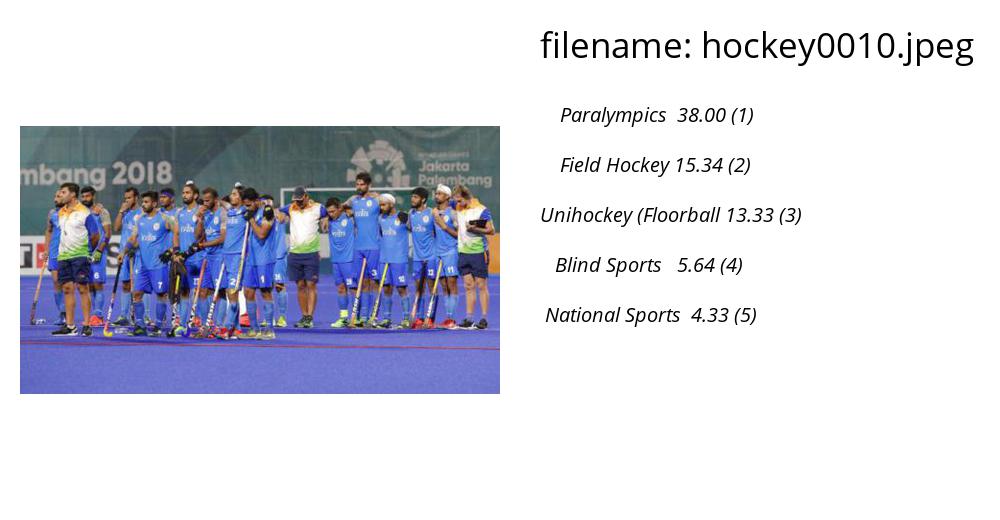 filename: hockey0010.jpeg
Paralympics 38.00 (1)
Field Hockey 15.34 (2)
Unihockey (Floorball 13.33 (3)
Blind Sports 5.64 (4)
National Sports 4.33 (5)
mbang 2018
Jakarta
Palembang